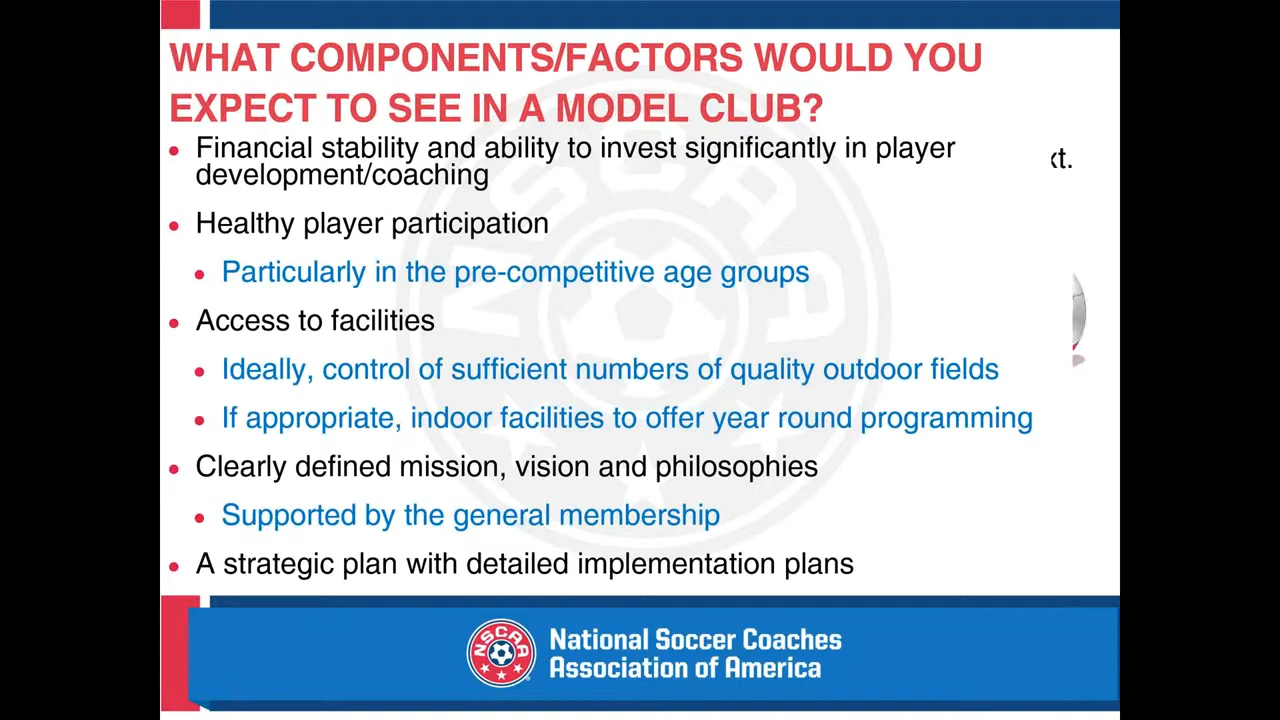 WHAT COMPONENTS/FACTORS WOULD YOU
EXPECT TO SEE IN A MODEL CLUB?
• Financial stability and ability to invest significantly in player
development/coaching
xt.
• Healthy player participation
• Particularly in the pre-competitive age groups
• Access to facilities
• Ideally, control of sufficient numbers of quality outdoor fields
• If appropriate, indoor facilities to offer year round programming
• Clearly defined mission, vision and philosophies
• Supported by the general membership
• A strategic plan with detailed implementation plans
NSCAA
National Soccer Coaches
Association of America